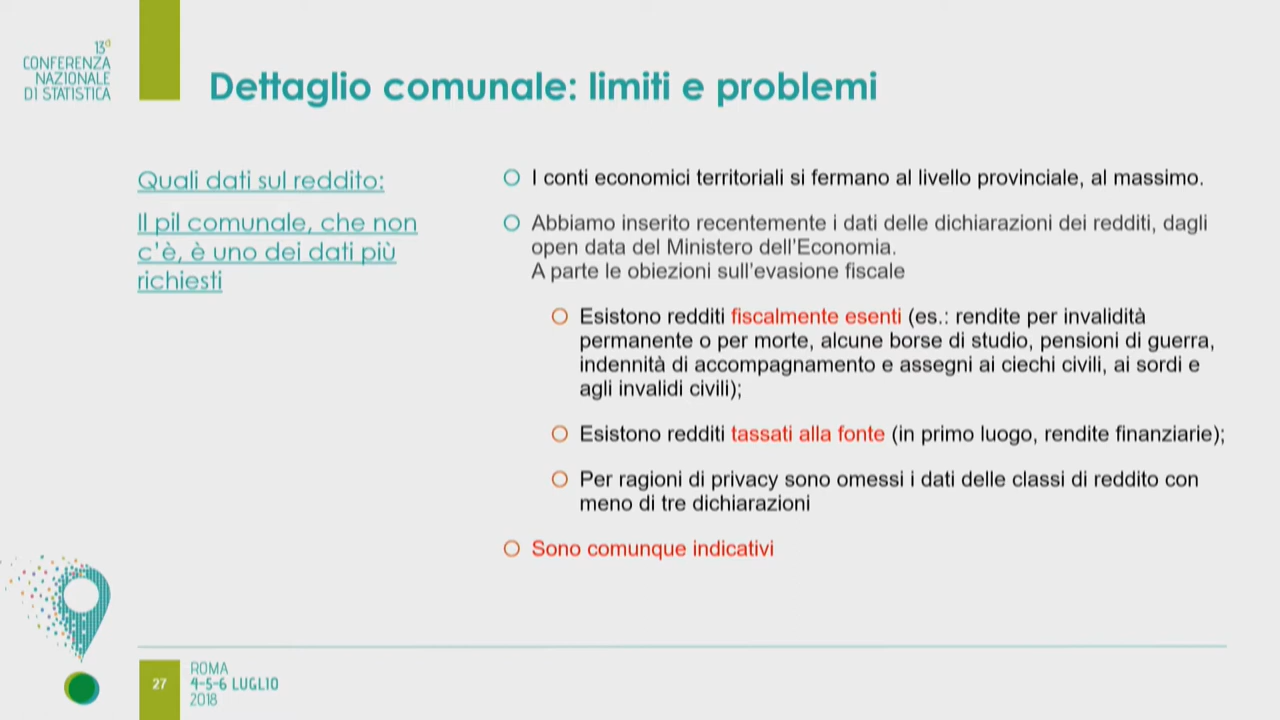 13ª
CONFERENZA
NAZIONALE
DI STATISTICA
Dettaglio comunale: limiti e problemi
Quali dati sul reddito:
Il pil comunale, che non
c'è, è uno dei dati più
richiesti
I conti economici territoriali si fermano al livello provinciale, al massimo.
Abbiamo inserito recentemente i dati delle dichiarazioni dei redditi, dagli
open data del Ministero dell'Economia.
A parte le obiezioni sull'evasione fiscale
Esistono redditi fiscalmente esenti (es.: rendite per invalidità
permanente o per morte, alcune borse di studio, pensioni di guerra,
indennità di accompagnamento e assegni ai ciechi civili, ai sordi e
agli invalidi civili);
Esistono redditi tassati alla fonte (in primo luogo, rendite finanziarie);
Per ragioni di privacy sono omessi i dati delle classi di reddito con
meno di tre dichiarazioni
Sono comunque indicativi
27
ROMA
4-5-6 LUGLIO
2018